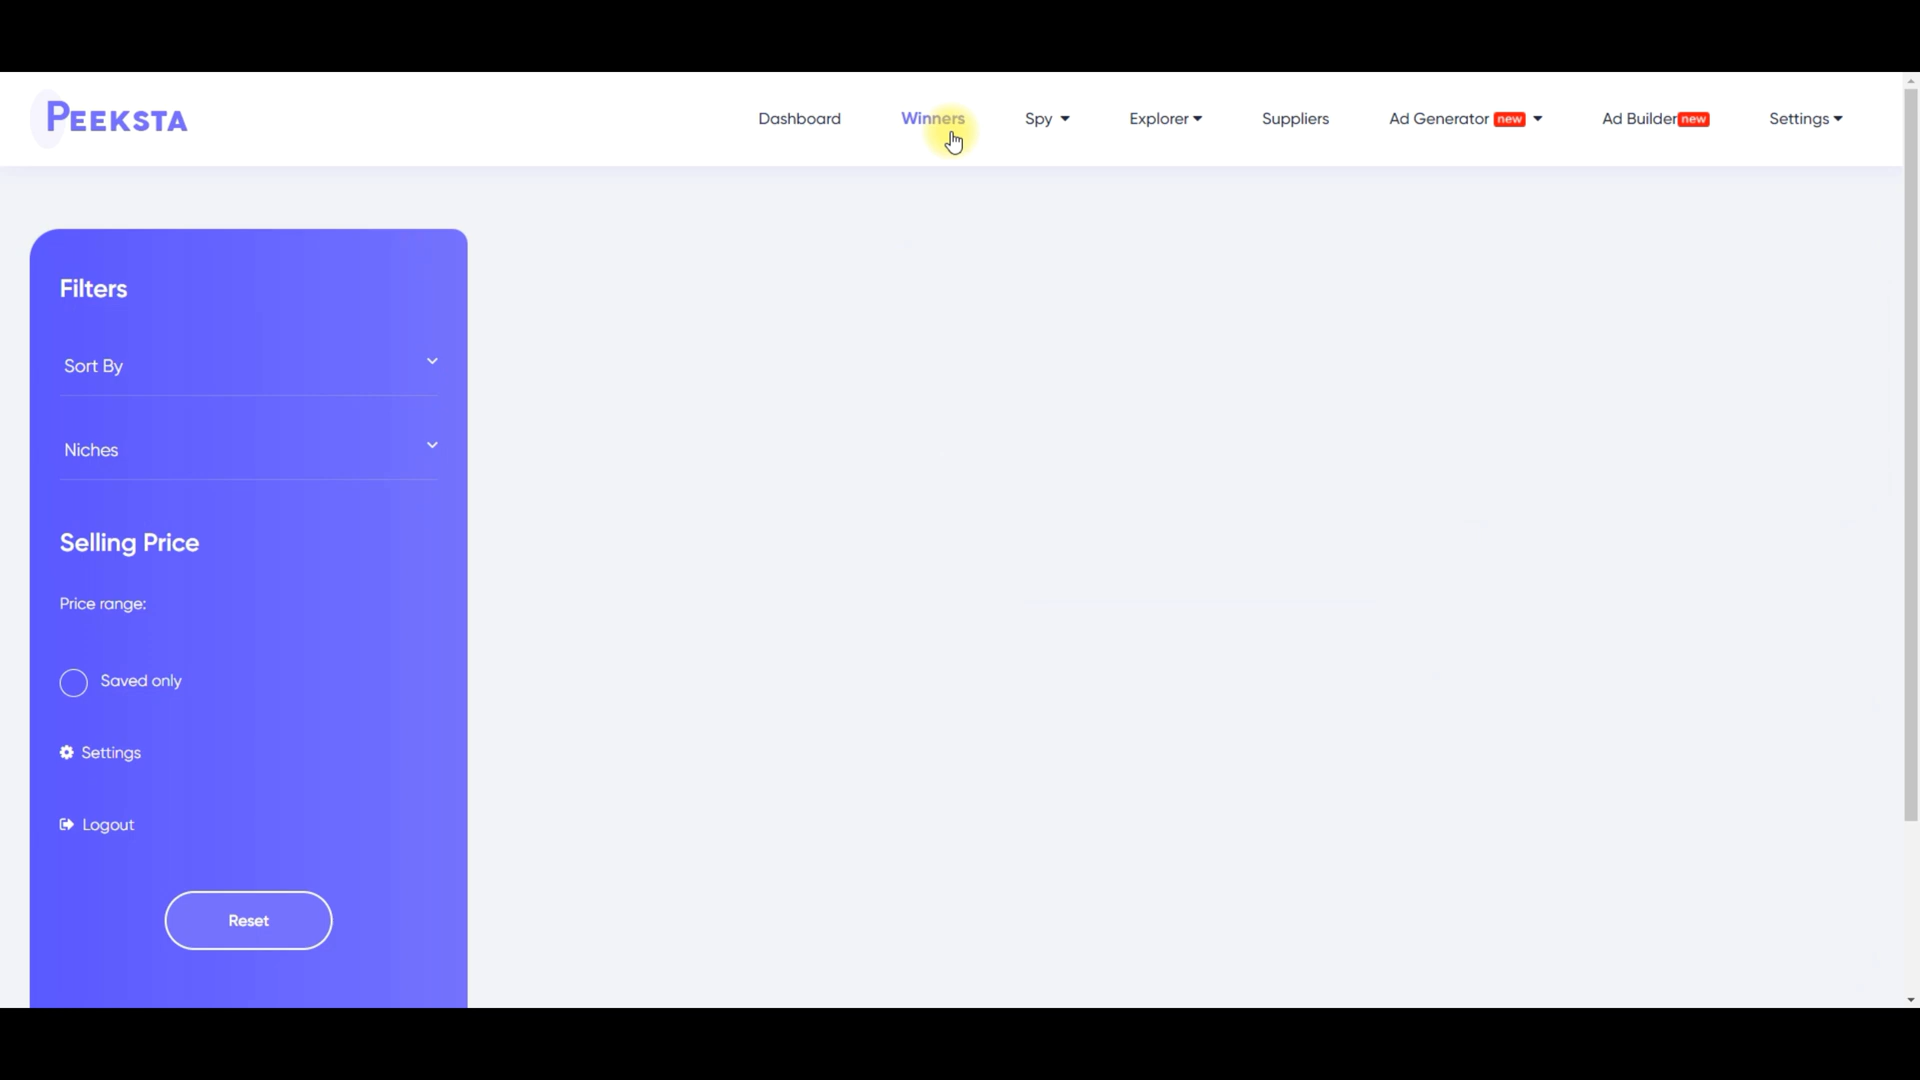 PEEKSTA
Dashboard Winners Spy Explorer Suppliers Ad Generator new Ad Builder new Settings
Filters
Sort By
Niches
Selling Price
Price range:
Saved only
Settings
Logout
Reset